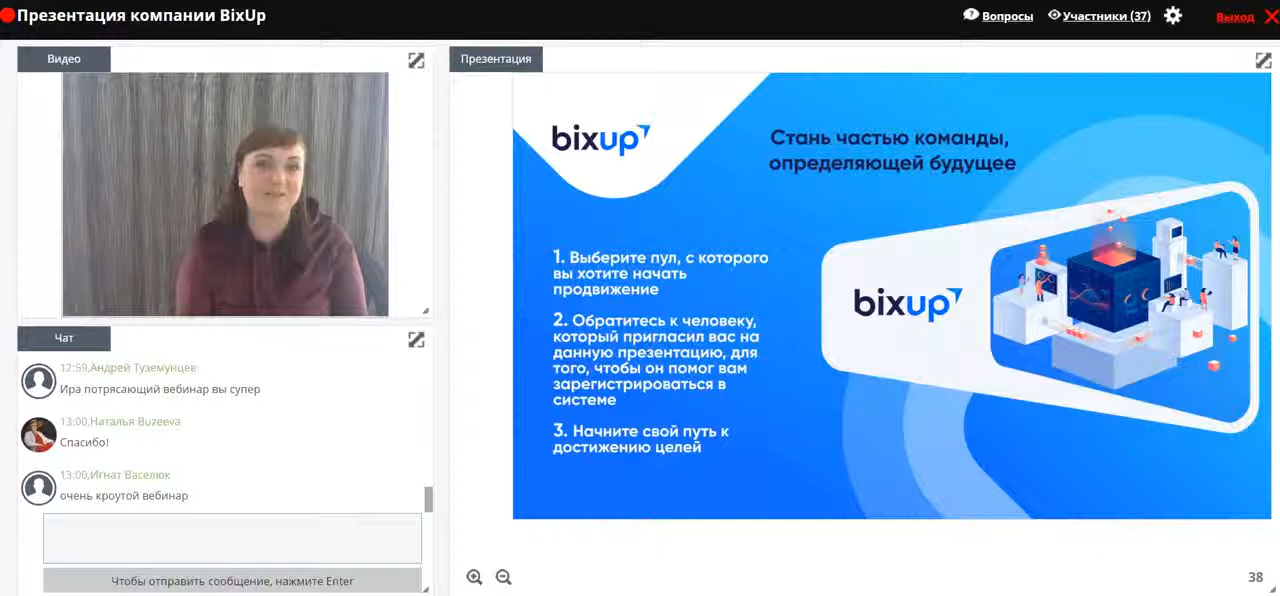 Презентация компании BixUp
Вопросы
Участники (37)
Выход
Видео
Чат
12:59,Андрей Туземунцев
Ира потрясающий вебинар вы супер
13:00,Наталья Buzeeva
Спасибо!
13:00,Игнат Васелюк
очень кроутой вебинар
Чтобы отправить сообщение, нажмите Enter
Презентация
bixup
Стань частью команды,
определяющей будущее
1. Выберите пул, с которого
вы хотите начать
продвижение
2. Обратитесь к человеку,
который пригласил вас на
данную презентацию, для
того, чтобы он помог вам
зарегистрироваться в
системе
3. Начните свой путь к
достижению целей
bixup
38